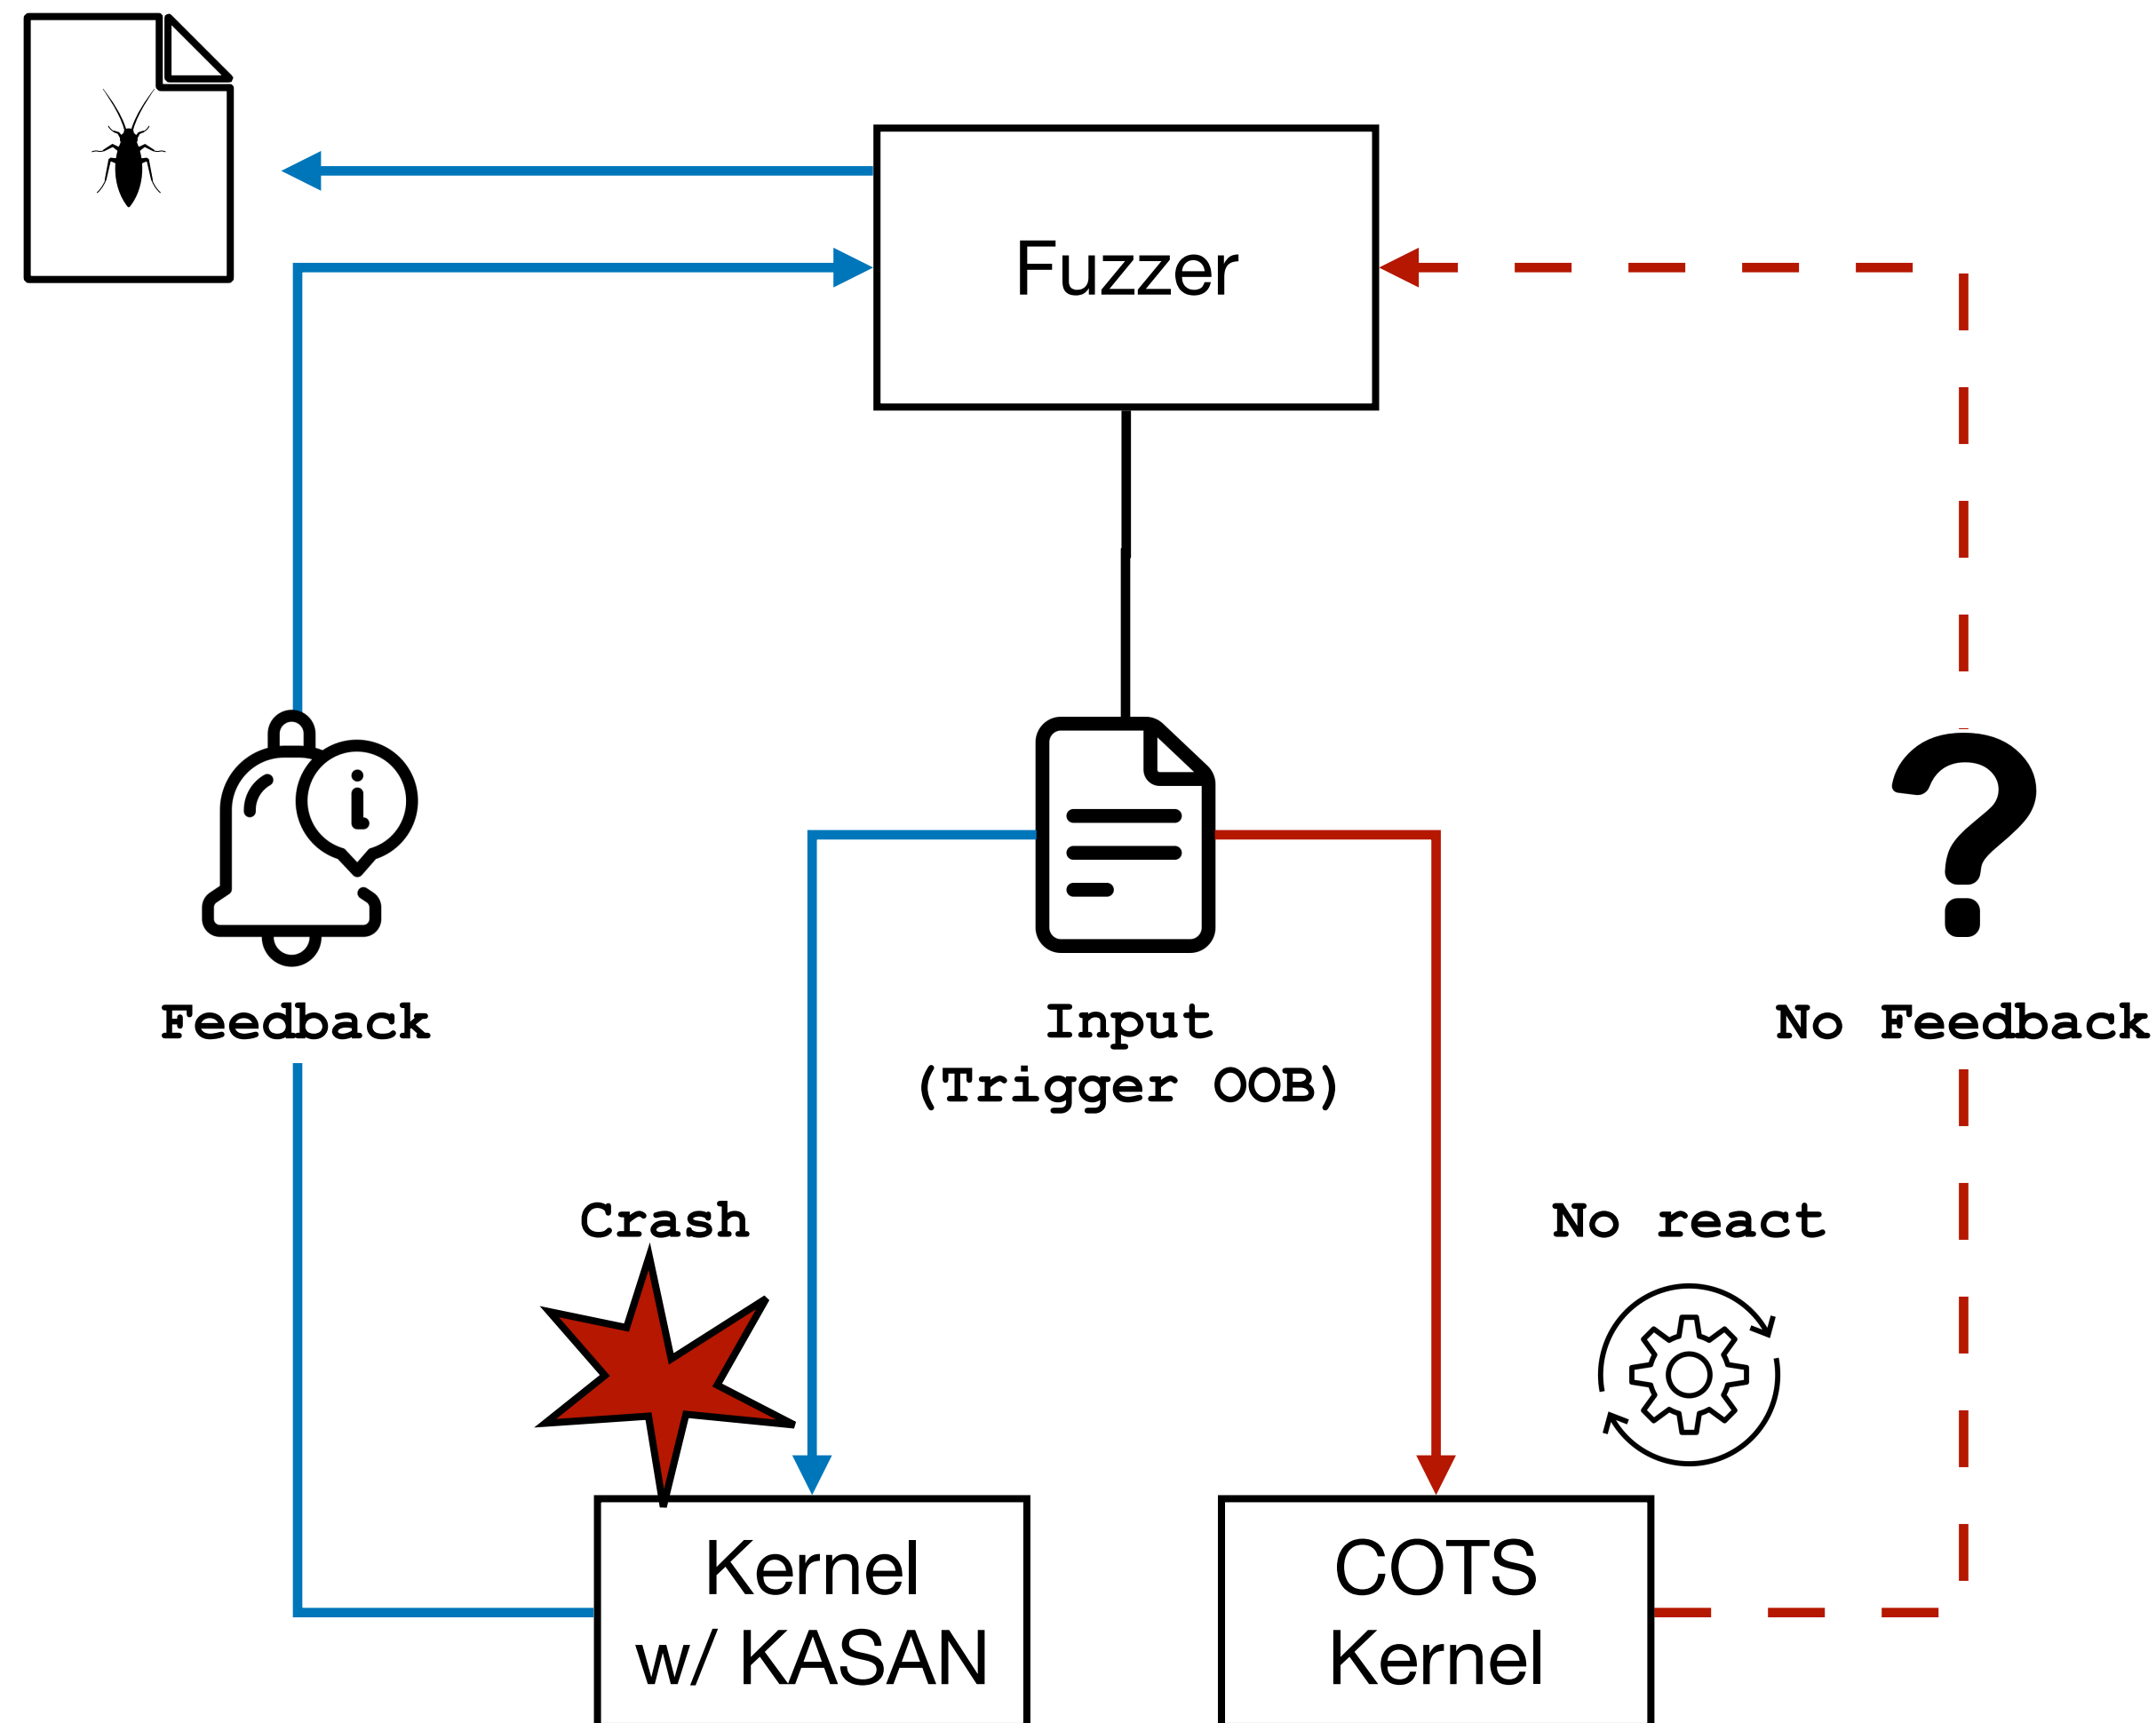 Fuzzer
Feedback
Input
(Trigger OOB)
No Feedback
Crash
No react
Kernel
w/ KASAN
COTS
Kernel